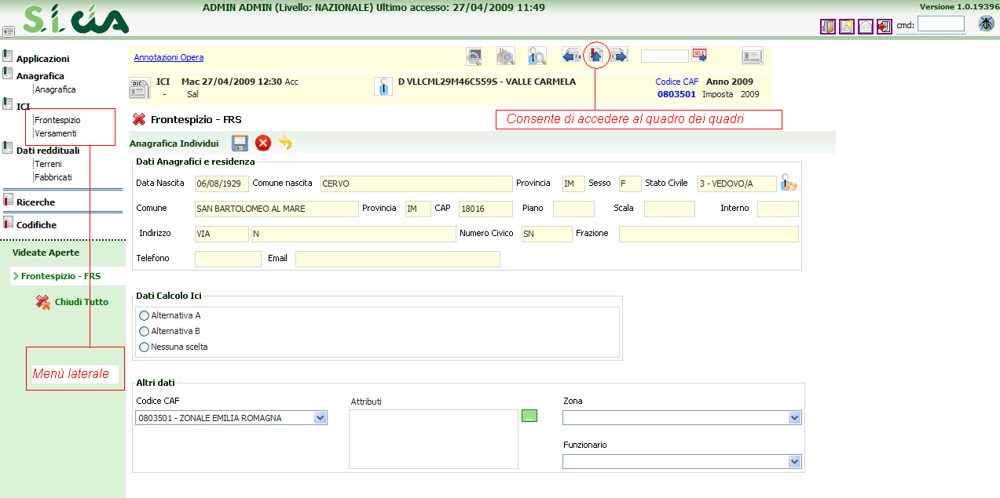 ADMIN ADMIN (Livello: NAZIONALE) Ultimo accesso: 27/04/2009 11:49
Versione 1.0.19396
S.i. CIA
cmd:
Applicazioni
Anagrafica
Anagrafica
ICI
Frontespizio
Versamenti
Dati reddituali
Terreni
Fabbricati
Ricerche
Codifiche
Videate Aperte
Frontespizio - FRS
Chiudi Tutto
Menù laterale
Annotazioni Opera
SELE
DIC
ICI Mac 27/04/2009 12:30 Acc
- Sal
D VLLCML29M46C559S - VALLE CARMELA
Codice CAF Anno 2009
0803501 Imposta 2009
Consente di accedere al quadro dei quadri
Frontespizio - FRS
Anagrafica Individui
Dati Anagrafici e residenza
Data Nascita 06/08/1929 Comune nascita CERVO Provincia IM Sesso F Stato Civile 3 - VEDOVO/A
Comune SAN BARTOLOMEO AL MARE Provincia IM CAP 18016 Piano Scala Interno
Indirizzo VIA N Numero Civico SN Frazione
Telefono Email
Dati Calcolo Ici
Alternativa A
Alternativa B
Nessuna scelta
Altri dati
Codice CAF Attributi Zona
0803501 - ZONALE EMILIA ROMAGNA ...
Funzionario